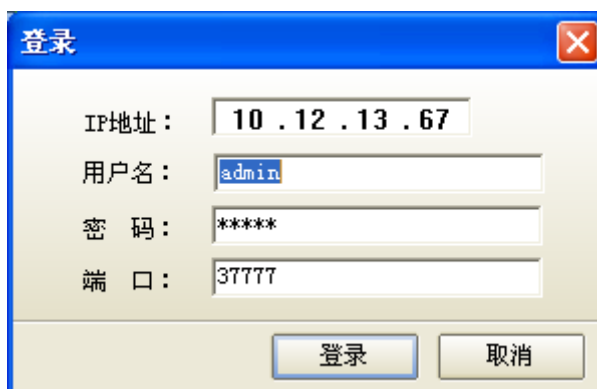 登录
IP地址： 10 . 12 . 13 . 67
用户名： admin
密 码： *****
端 口： 37777
登录 取消